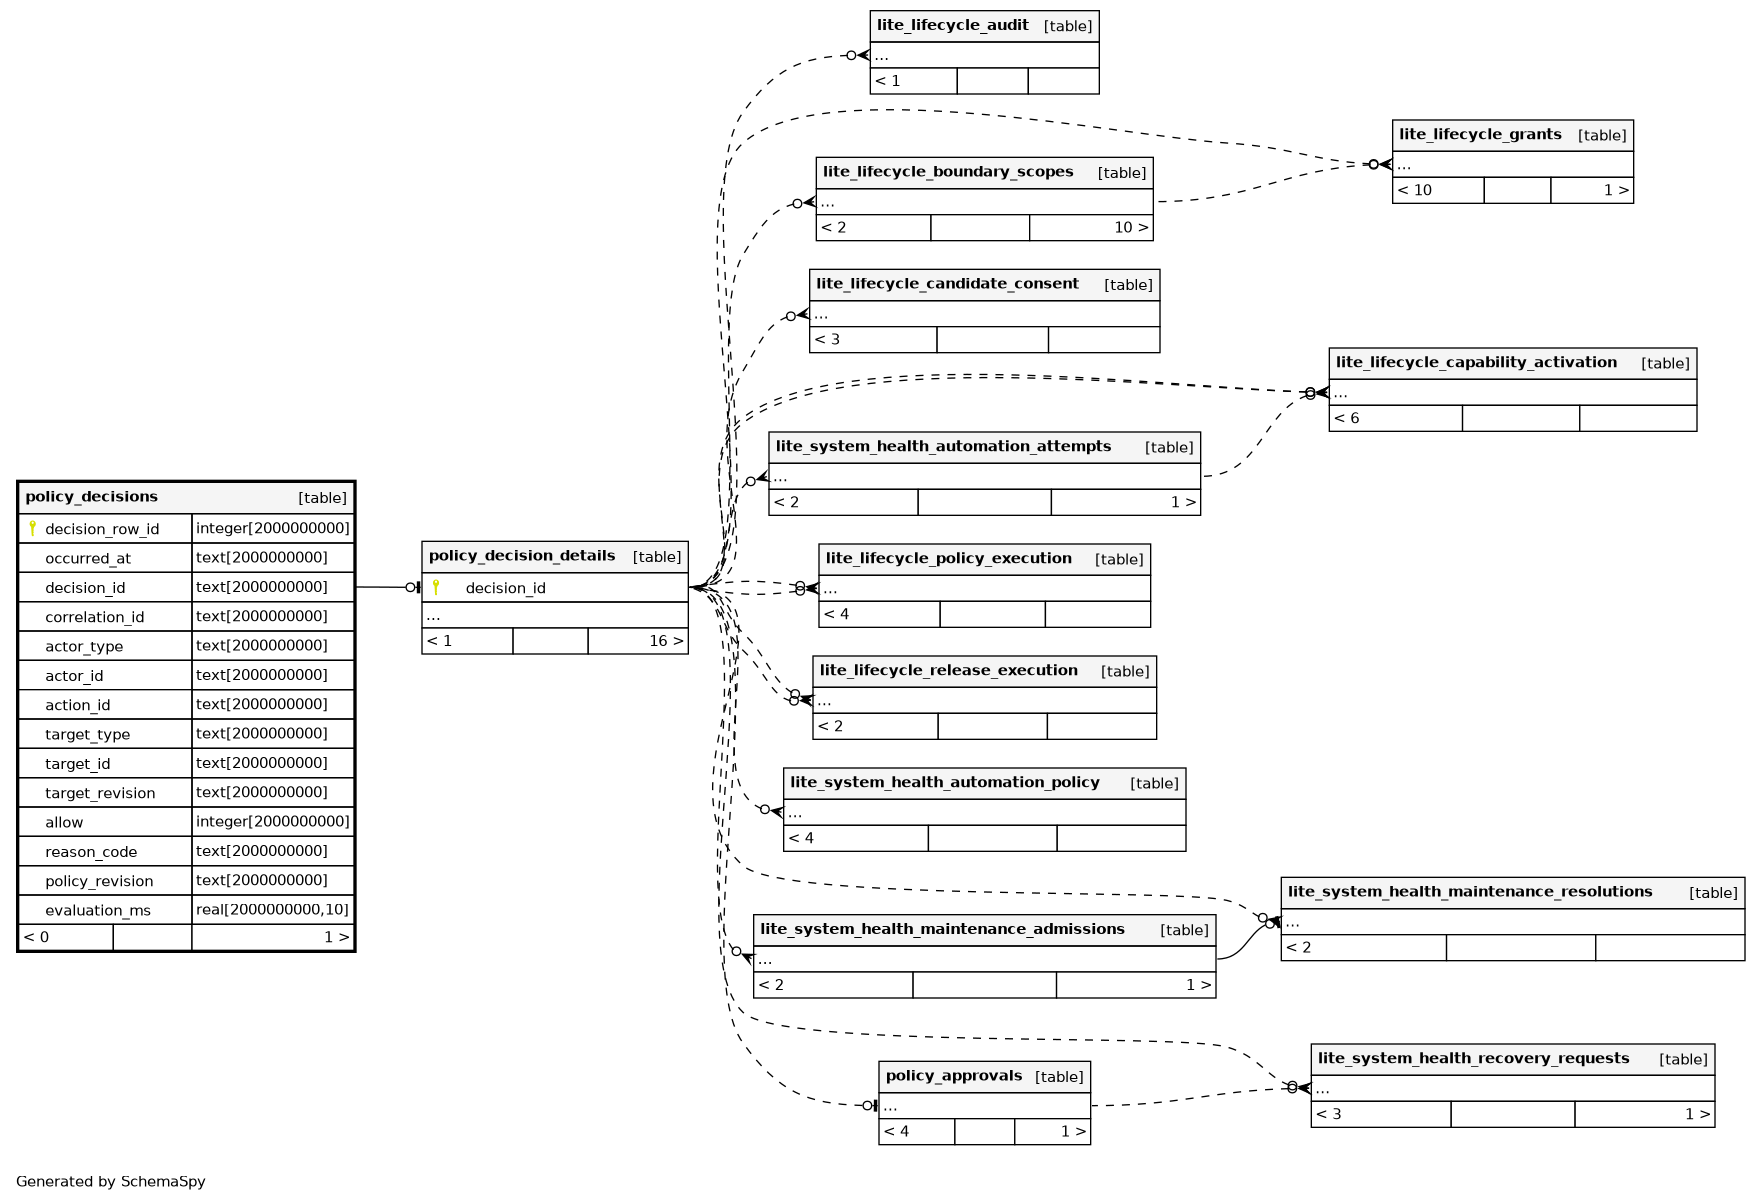 lite_lifecycle_audit [table]
...
< 1
lite_lifecycle_grants [table]
...
< 10 1 >
lite_lifecycle_boundary_scopes [table]
...
< 2 10 >
lite_lifecycle_candidate_consent [table]
...
< 3
lite_lifecycle_capability_activation [table]
...
< 6
lite_system_health_automation_attempts [table]
...
< 2 1 >
policy_decisions [table]
decision_row_id integer[2000000000]
occurred_at text[2000000000]
decision_id text[2000000000]
correlation_id text[2000000000]
actor_type text[2000000000]
actor_id text[2000000000]
action_id text[2000000000]
target_type text[2000000000]
target_id text[2000000000]
target_revision text[2000000000]
allow integer[2000000000]
reason_code text[2000000000]
policy_revision text[2000000000]
evaluation_ms real[2000000000,10]
< 0 1 >
policy_decision_details [table]
decision_id
...
< 1 16 >
lite_lifecycle_policy_execution [table]
...
< 4
lite_lifecycle_release_execution [table]
...
< 2
lite_system_health_automation_policy [table]
...
< 4
lite_system_health_maintenance_resolutions [table]
...
< 2
lite_system_health_maintenance_admissions [table]
...
< 2 1 >
lite_system_health_recovery_requests [table]
...
< 3 1 >
policy_approvals [table]
...
< 4 1 >
Generated by SchemaSpy